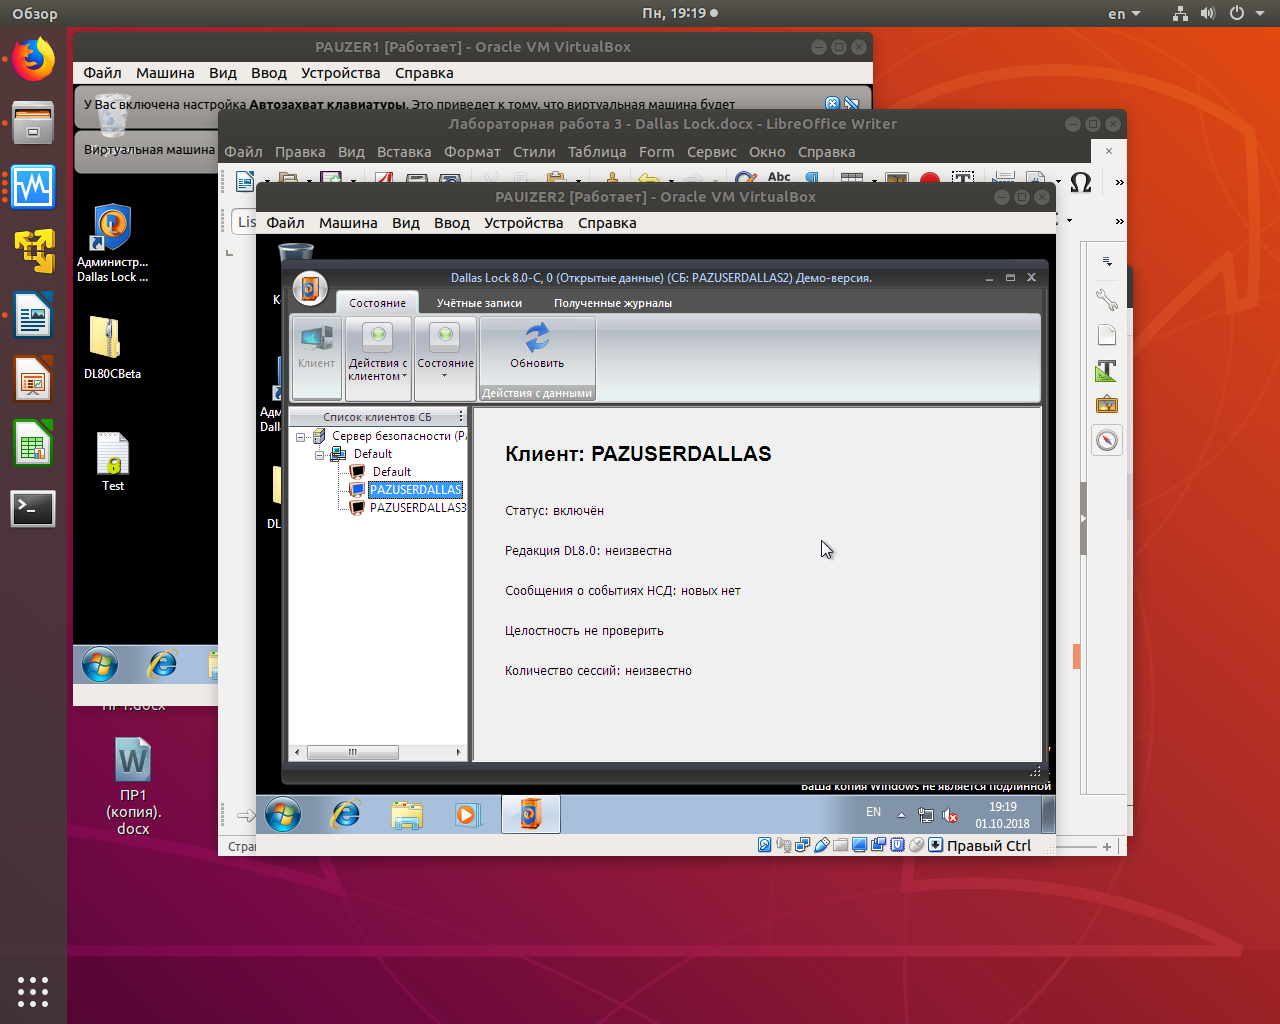 Обзор
Пн, 19:19
en
PAUZER1 [Работает] - Oracle VM VirtualBox
Файл Машина Вид Ввод Устройства Справка
У Вас включена настройка Автозахват клавиатуры. Это приведет к тому, что виртуальная машина будет
Виртуальная машина
Лабораторная работа 3 - Dallas Lock.docx - LibreOffice Writer
Файл Правка Вид Вставка Формат Стили Таблица Form Сервис Окно Справка
Abc
Lis
PAUIZER2 [Работает] - Oracle VM VirtualBox
Файл Машина Вид Ввод Устройства Справка
Администр...
Dallas Lock ...
DL80CBeta
Test
Dallas Lock 8.0-C, 0 (Открытые данные) (СБ: PAZUSERDALLAS2) Демо-версия.
Состояние Учётные записи Полученные журналы
Клиент
Действия с клиентом
Состояние
Обновить
Действия с данными
Список клиентов СБ
Сервер безопасности (PA
Default
Default
PAZUSERDALLAS
PAZUSERDALLAS3
Клиент: PAZUSERDALLAS
Статус: включён
Редакция DL8.0: неизвестна
Сообщения о событиях НСД: новых нет
Целостность не проверить
Количество сессий: неизвестно
Ваша копия Windows не является подлинной
EN
19:19
01.10.2018
Правый Ctrl
Стран
ПР1.docx
ПР1
(копия).
docx